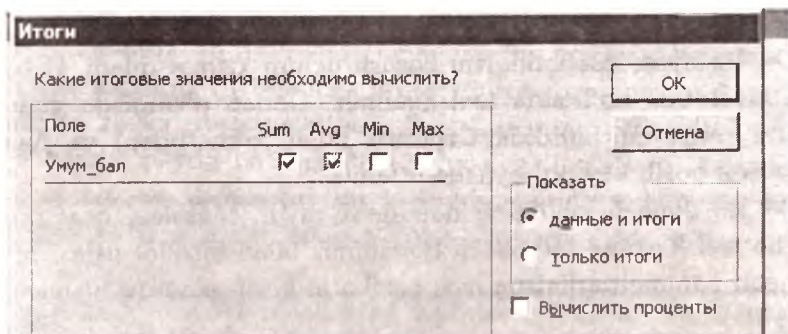 Итоги
Какие итоговые значения необходимо вычислить?
ОК
Отмена
Поле Sum Avg Min Max
Умум_бал
Показать
данные и итоги
только итоги
Вычислить проценты